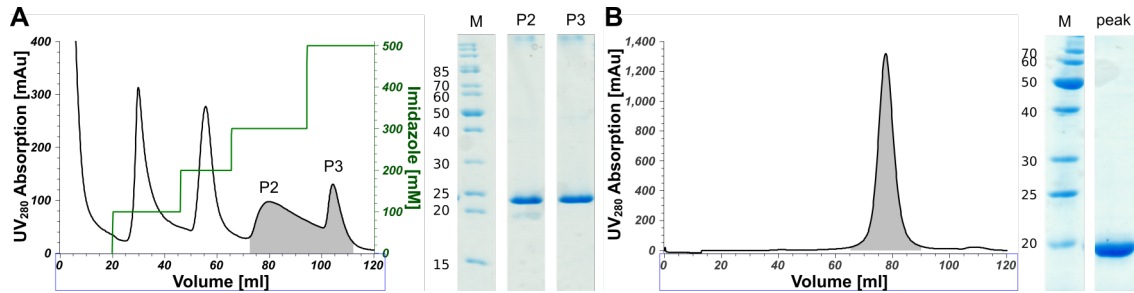 A
UV280 Absorption [mAu]
400
300
200
100
0
0 20 40 60 80 100 120
Volume [ml]
P2
P3
500
400
300
200
100
0
Imidazole [mM]
M P2 P3
85
70
60
50
40
30
25
20
15
B
UV280 Absorption [mAu]
1,400
1,200
1,000
800
600
400
200
0
0 20 40 60 80 100 120
Volume [ml]
M peak
70
60
50
40
30
25
20